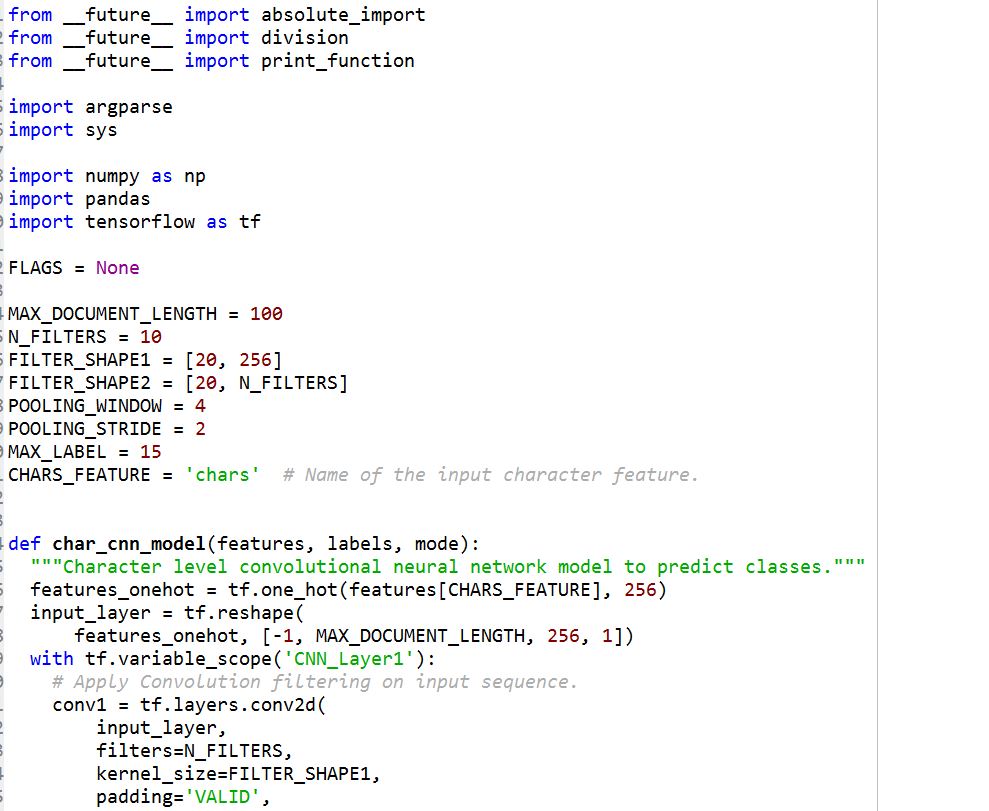 from __future__ import absolute_import
from __future__ import division
from __future__ import print_function
import argparse
import sys
import numpy as np
import pandas
import tensorflow as tf
FLAGS = None
MAX_DOCUMENT_LENGTH = 100
N_FILTERS = 10
FILTER_SHAPE1 = [20, 256]
FILTER_SHAPE2 = [20, N_FILTERS]
POOLING_WINDOW = 4
POOLING_STRIDE = 2
MAX_LABEL = 15
CHARS_FEATURE = 'chars'  # Name of the input character feature.
def char_cnn_model(features, labels, mode):
  """Character level convolutional neural network model to predict classes."""
  features_onehot = tf.one_hot(features[CHARS_FEATURE], 256)
  input_layer = tf.reshape(
      features_onehot, [-1, MAX_DOCUMENT_LENGTH, 256, 1])
  with tf.variable_scope('CNN_Layer1'):
    # Apply Convolution filtering on input sequence.
    conv1 = tf.layers.conv2d(
        input_layer,
        filters=N_FILTERS,
        kernel_size=FILTER_SHAPE1,
        padding='VALID',